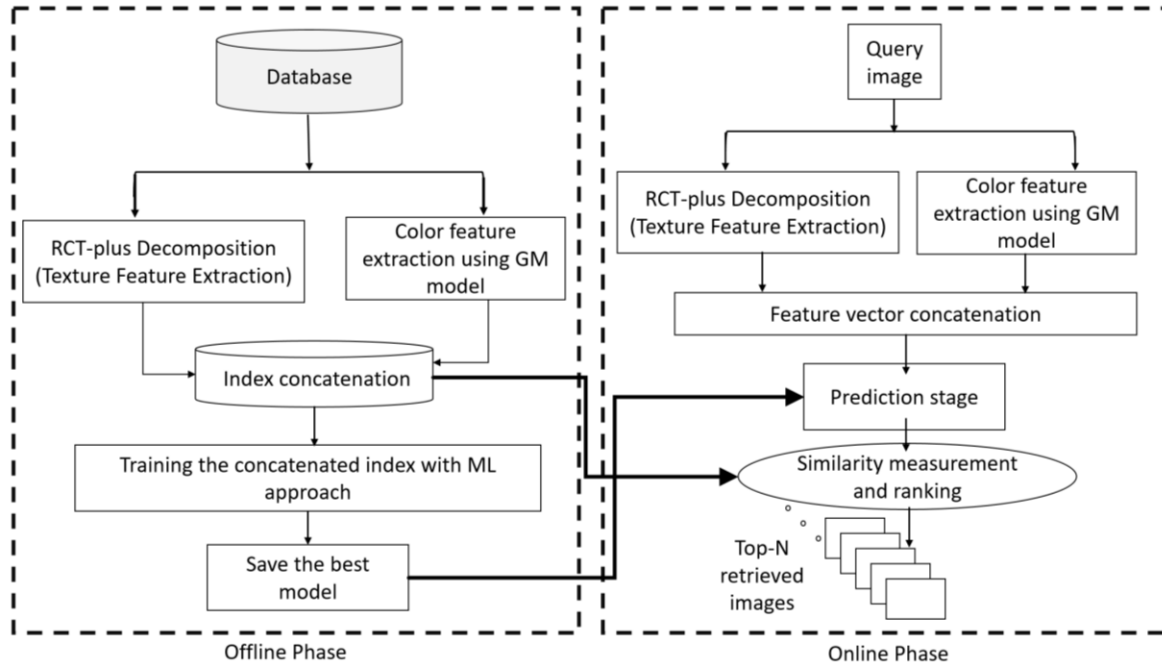 Database
RCT-plus Decomposition
(Texture Feature Extraction)
Color feature
extraction using GM
model
Index concatenation
Training the concatenated index with ML
approach
Save the best
model
Offline Phase
Query
image
RCT-plus Decomposition
(Texture Feature Extraction)
Color feature
extraction using GM
model
Feature vector concatenation
Prediction stage
Similarity measurement
and ranking
Top-N
retrieved
images
Online Phase